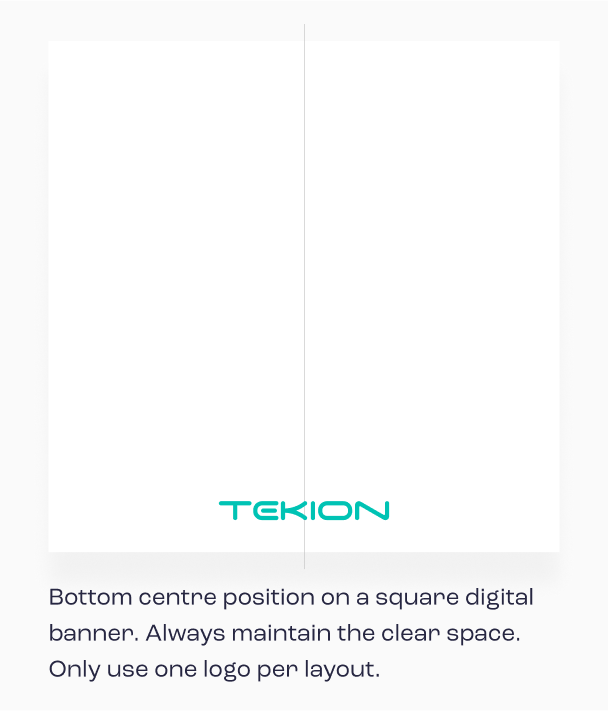 TEKION
Bottom centre position on a square digital
banner. Always maintain the clear space.
Only use one logo per layout.